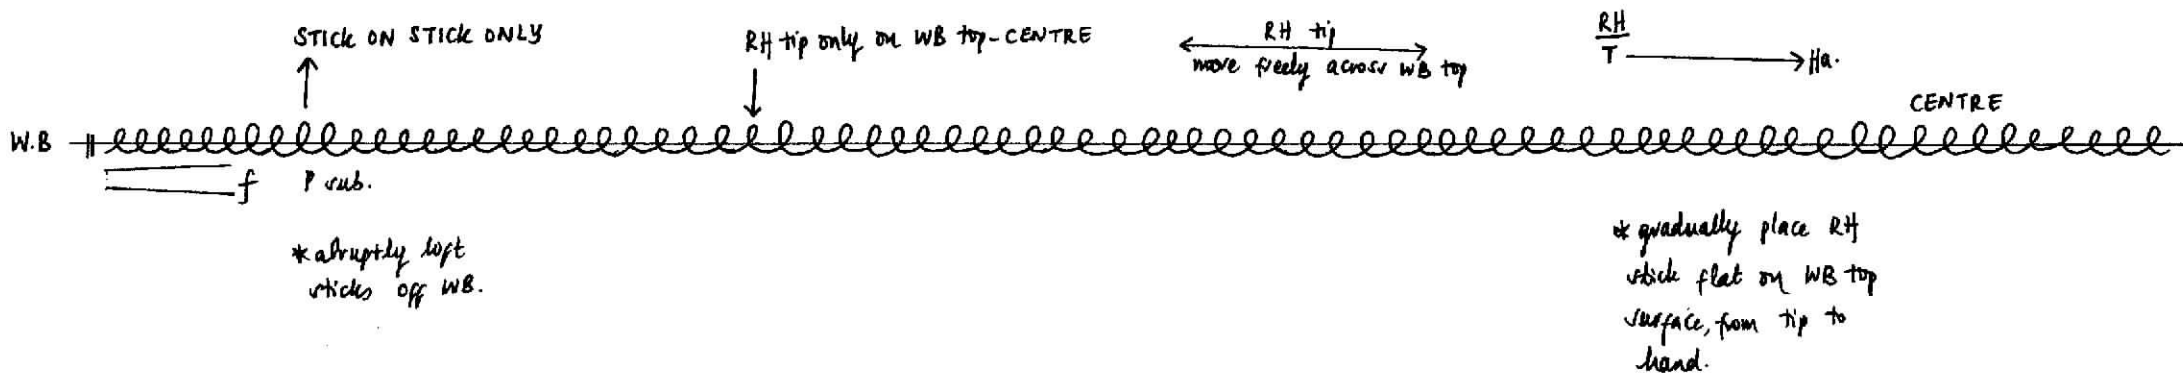 STICK ON STICK ONLY
RH tip only on WB top-CENTRE
RH tip
move freely across WB top
RH
T
Ha.
CENTRE
W.B
f
P sub.
*abruptly loft
sticks off WB.
*gradually place RH
stick flat on WB top
surface, from tip to
hand.